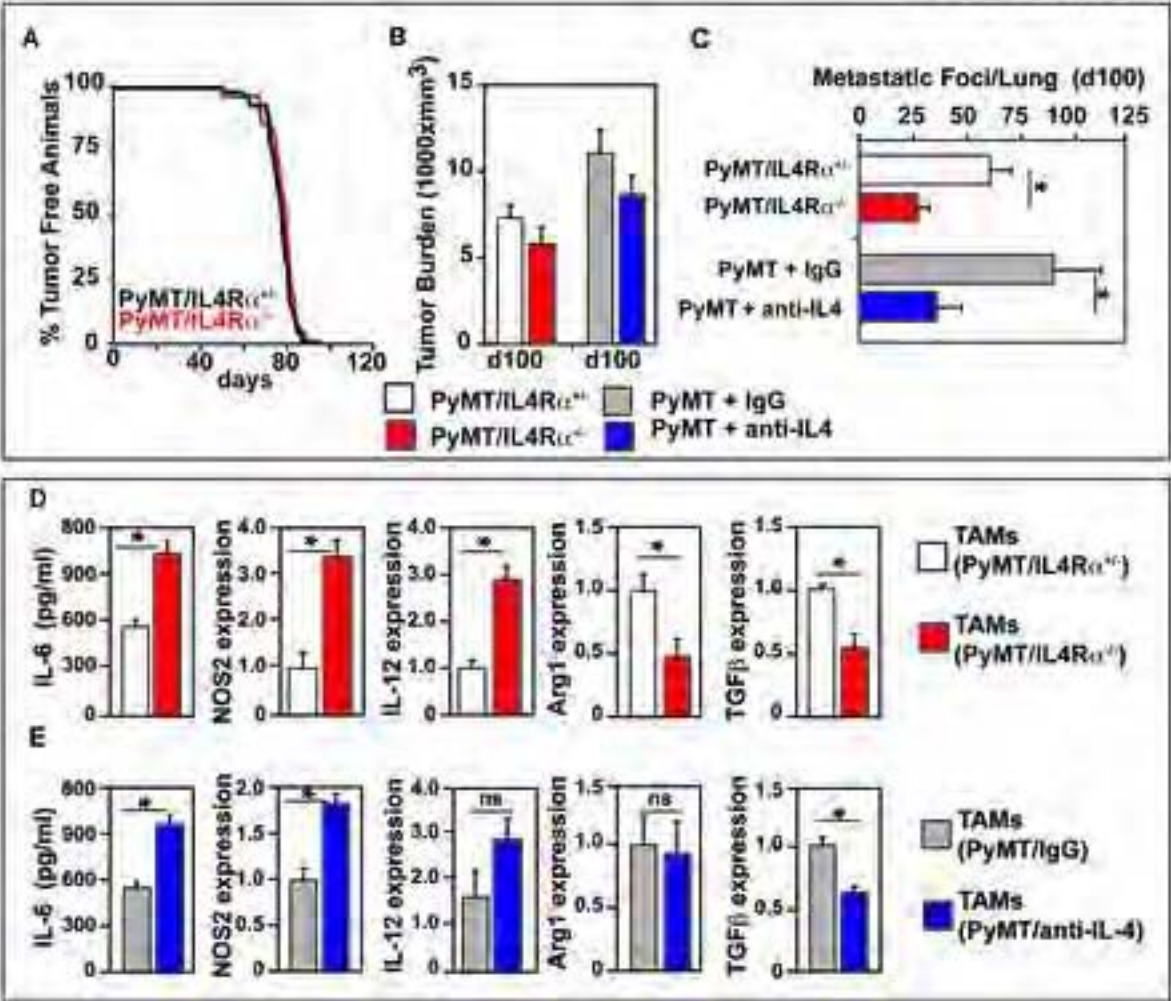 A
% Tumor Free Animals
100
75
50
25
0
PyMT/IL4Rα+/-
PyMT/IL4Rα-/-
0 40 80 120
days
B
Tumor Burden (1000xmm³)
15
10
5
0
d100 d100
C
Metastatic Foci/Lung (d100)
0 25 50 75 100 125
PyMT/IL4Rα+/-
*
PyMT/IL4Rα-/-
PyMT + IgG
*
PyMT + anti-IL4
PyMT/IL4Rα+/- PyMT + IgG
PyMT/IL4Rα-/- PyMT + anti-IL4
D
IL-6 (pg/ml)
800
900
600
300
0
*
NOS2 expression
4.0
3.0
2.0
1.0
0
*
IL-12 expression
4.0
3.0
2.0
1.0
0
*
Arg1 expression
1.5
1.0
0.5
0
*
TGFβ expression
1.5
1.0
0.5
0
*
TAMs
(PyMT/IL4Rα+/-)
TAMs
(PyMT/IL4Rα-/-)
E
IL-6 (pg/ml)
800
900
600
300
0
*
NOS2 expression
2.0
1.5
1.0
0.5
0
*
IL-12 expression
4.0
3.0
2.0
1.0
0
ns
Arg1 expression
1.5
1.0
0.5
0
ns
TGFβ expression
1.5
1.0
0.5
0
*
TAMs
(PyMT/IgG)
TAMs
(PyMT/anti-IL-4)